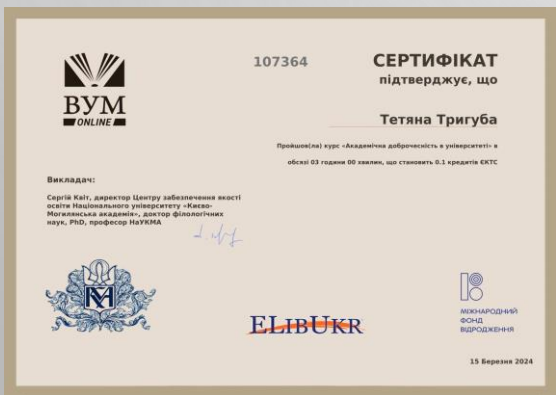 ВУМ
ONLINE
107364
СЕРТИФІКАТ
підтверджує, що
Тетяна Тригуба
Пройшов(ла) курс «Академічна доброчесність в університеті» в
обсязі 03 години 00 хвилин, що становить 0.1 кредитів ЄКТС
Викладач:
Сергій Квіт, директор Центру забезпечення якості
освіти Національного університету «Києво-
Могилянська академія», доктор філологічних
наук, PhD, професор НаУКМА
ELIBUKR
МІЖНАРОДНИЙ
ФОНД
ВІДРОДЖЕННЯ
15 Березня 2024